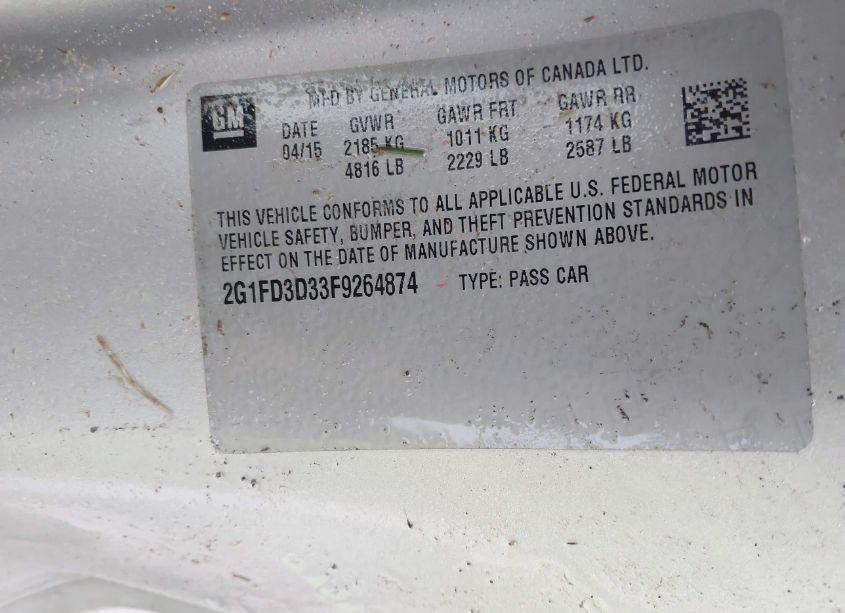 GM
MFD BY GENERAL MOTORS OF CANADA LTD.
DATE GVWR GAWR FRT GAWR RR
04/15 2185 KG 1011 KG 1174 KG
4816 LB 2229 LB 2587 LB
THIS VEHICLE CONFORMS TO ALL APPLICABLE U.S. FEDERAL MOTOR
VEHICLE SAFETY, BUMPER, AND THEFT PREVENTION STANDARDS IN
EFFECT ON THE DATE OF MANUFACTURE SHOWN ABOVE.
2G1FD3D33F9264874 TYPE: PASS CAR